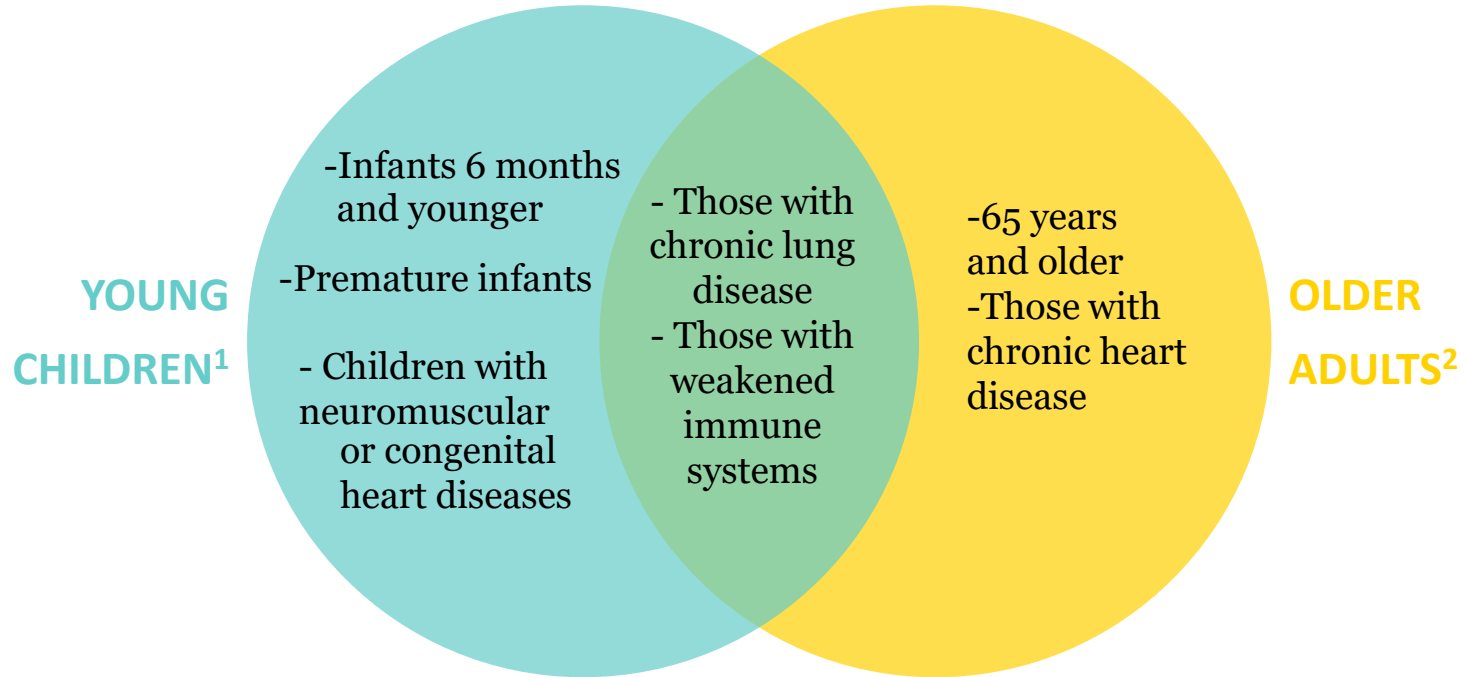 YOUNG
CHILDREN¹
-Infants 6 months
and younger
-Premature infants
- Children with
neuromuscular
or congenital
heart diseases
- Those with
chronic lung
disease
- Those with
weakened
immune
systems
-65 years
and older
-Those with
chronic heart
disease
OLDER
ADULTS²